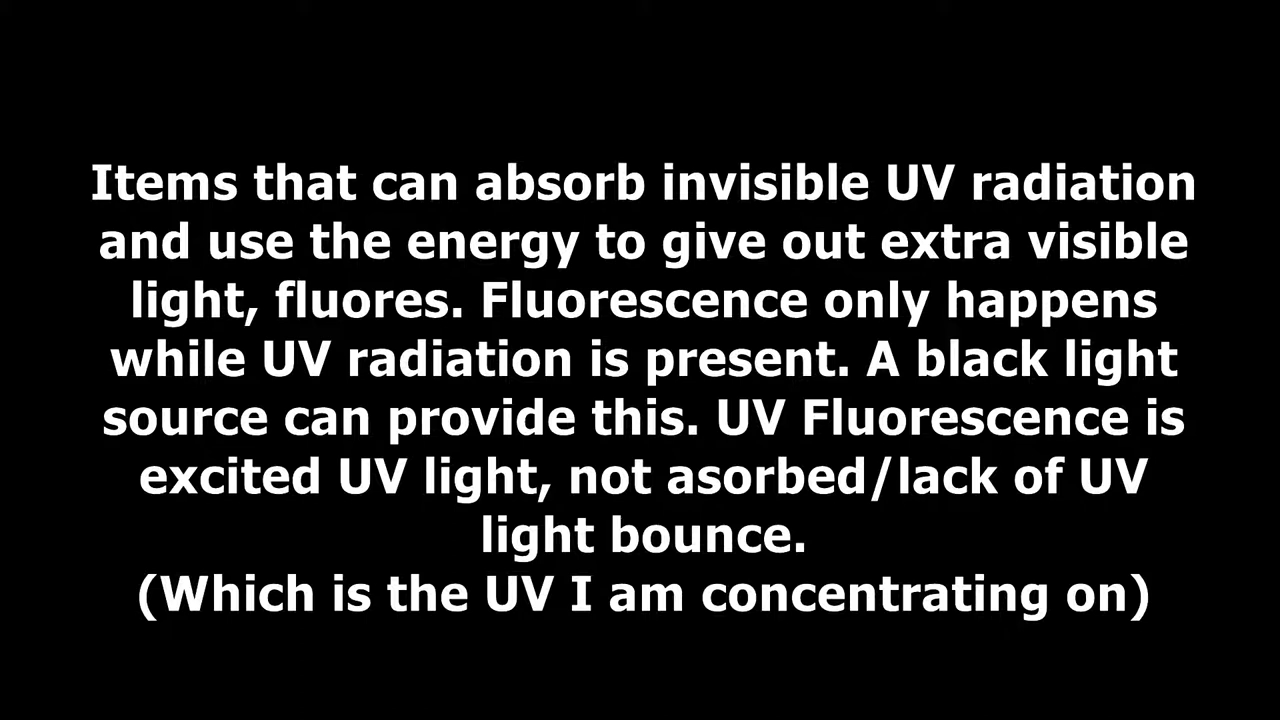 Items that can absorb invisible UV radiation
and use the energy to give out extra visible
light, fluores. Fluorescence only happens
while UV radiation is present. A black light
source can provide this. UV Fluorescence is
excited UV light, not asorbed/lack of UV
light bounce.
(Which is the UV I am concentrating on)